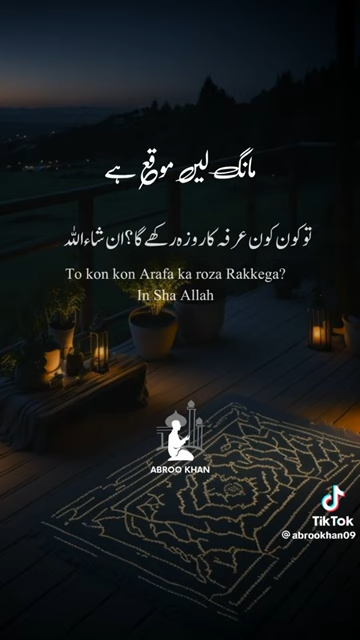 مانگ لیں موقع ہے
تو کون کون عرفہ کا روزہ رکھے گا؟ ان شاءاللہ
To kon kon Arafa ka roza Rakkega?
In Sha Allah
ABROO KHAN
TikTok
@abrookhan09